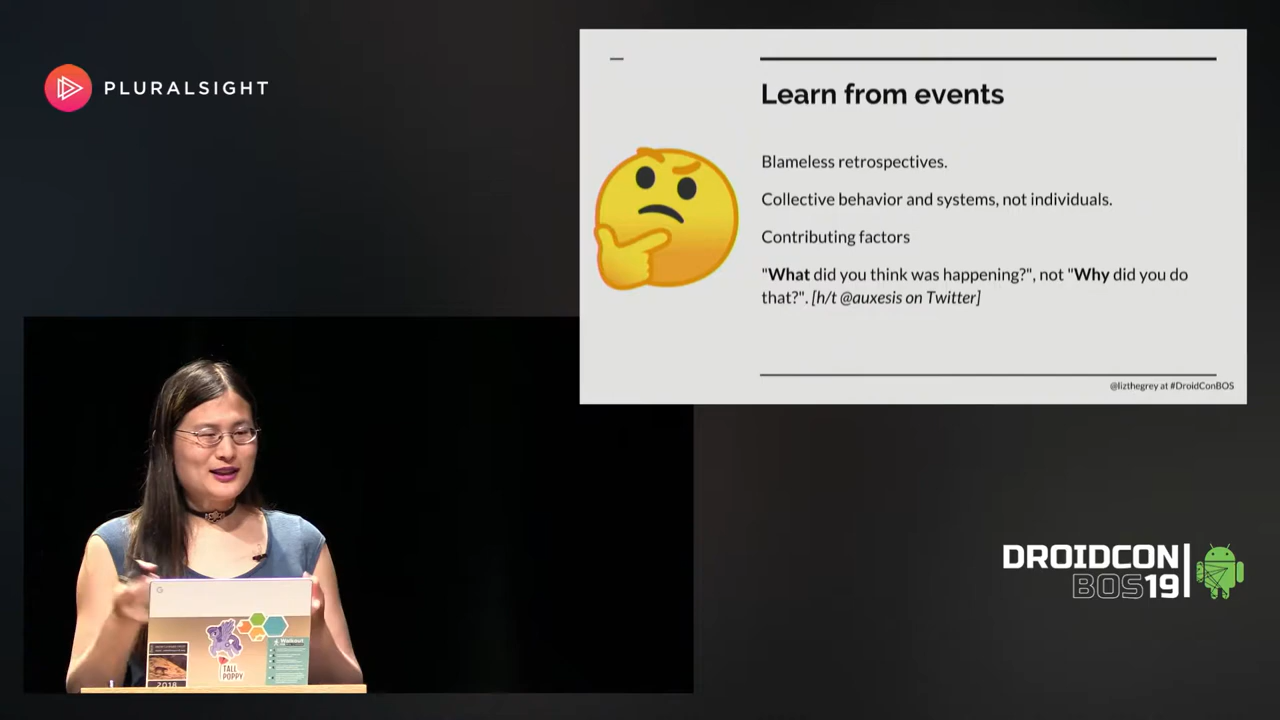 PLURALSIGHT
Learn from events
Blameless retrospectives.
Collective behavior and systems, not individuals.
Contributing factors
"What did you think was happening?", not "Why did you do
that?". [h/t @auxesis on Twitter]
@lizthegrey at #DroidConBOS
DROIDCON
BOS19
Walkout
TALL
POPPY
2018